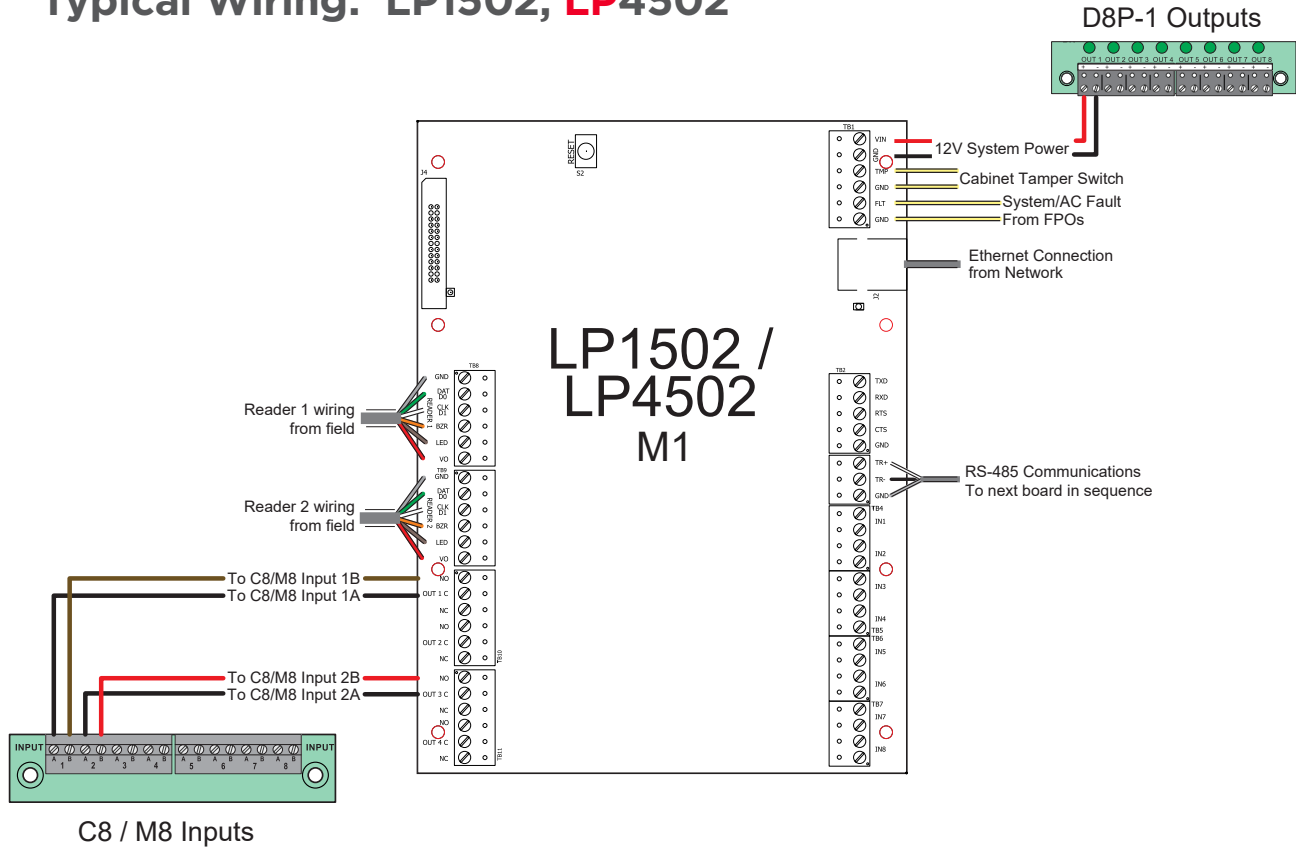 Typical Wiring: LP1502, LP4502
D8P-1 Outputs
OUT 1 OUT 2 OUT 3 OUT 4 OUT 5 OUT 6 OUT 7 OUT 8
+ - + - + - + - + - + - + - + -
TB1
VIN
GND
TMP
GND
FLT
GND
12V System Power
Cabinet Tamper Switch
System/AC Fault
From FPOs
Ethernet Connection
from Network
J2
RESET
S2
J4
LP1502 /
LP4502
M1
TB8
GND
DAT
D0
CLK
D1
BZR
LED
VO
READER 1
Reader 1 wiring
from field
TB9
GND
DAT
D0
CLK
D1
BZR
LED
VO
READER 2
Reader 2 wiring
from field
TB2
TXD
RXD
RTS
CTS
GND
TR+
TR-
GND
RS-485 Communications
To next board in sequence
TB4
IN1
IN2
IN3
IN4
TB5
TB6
IN5
IN6
TB7
IN7
IN8
To C8/M8 Input 1B
To C8/M8 Input 1A
NO
OUT 1 C
NC
NO
OUT 2 C
NC
TB10
To C8/M8 Input 2B
To C8/M8 Input 2A
NO
OUT 3 C
NC
NO
OUT 4 C
NC
TB11
INPUT
INPUT
A B A B A B A B A B A B A B A B
1 2 3 4 5 6 7 8
C8 / M8 Inputs